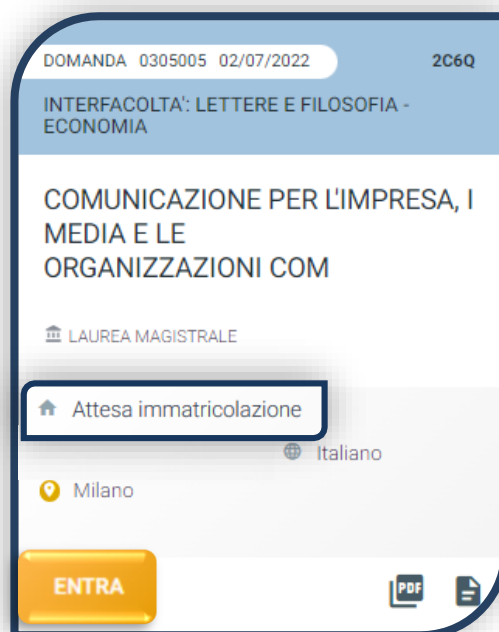 DOMANDA 0305005 02/07/2022 2C6Q
INTERFACOLTA': LETTERE E FILOSOFIA -
ECONOMIA
COMUNICAZIONE PER L'IMPRESA, I
MEDIA E LE
ORGANIZZAZIONI COM
LAUREA MAGISTRALE
Attesa immatricolazione
Italiano
Milano
ENTRA
PDF